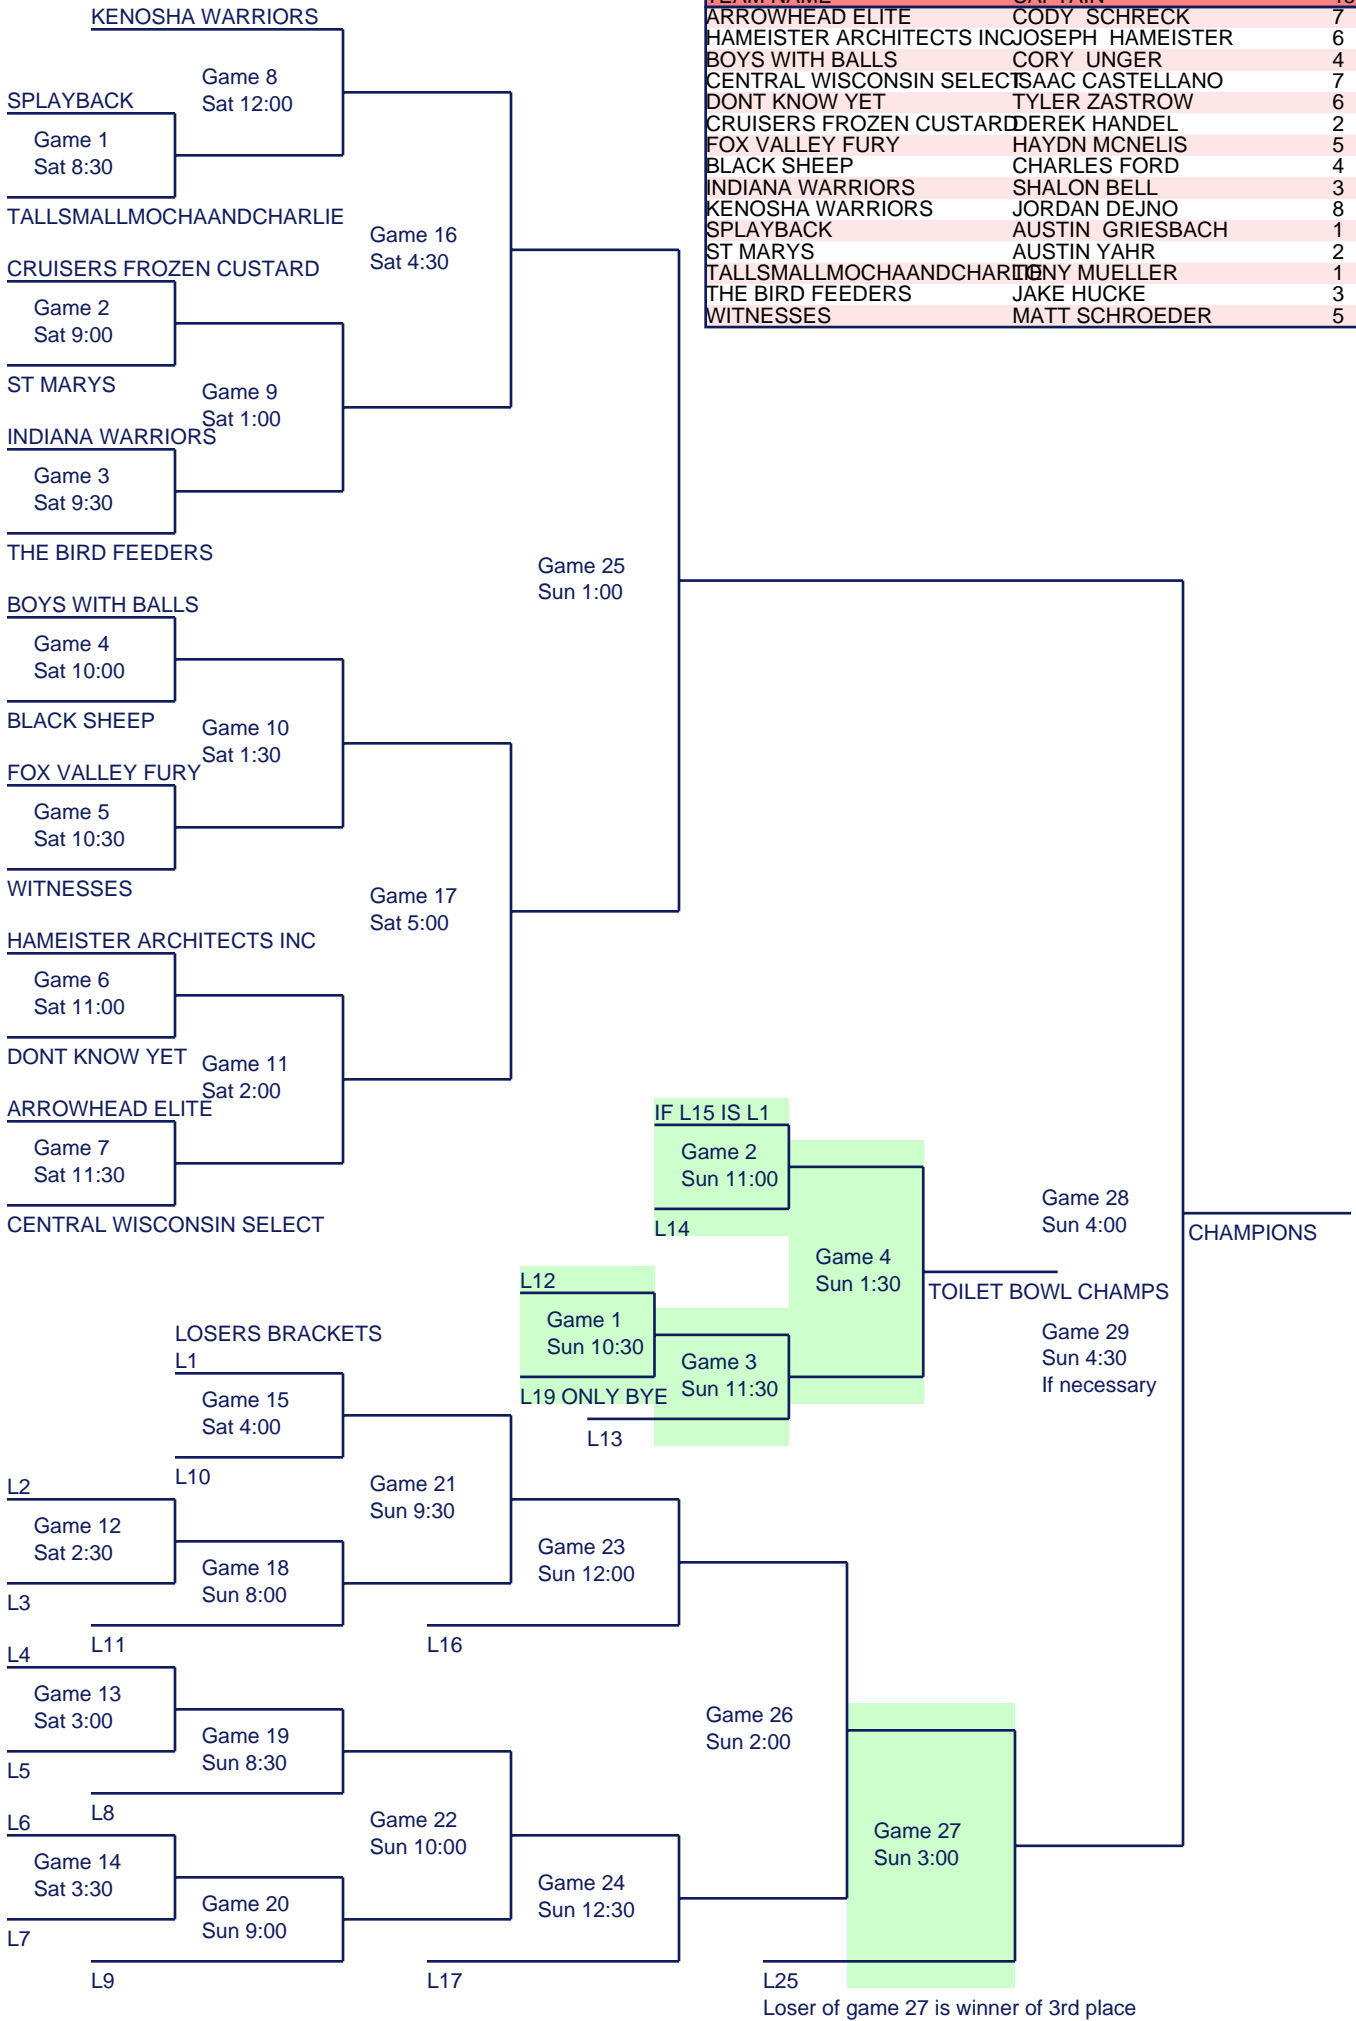 ARROWHEAD ELITE CODY SCHRECK 7
HAMEISTER ARCHITECTS INC JOSEPH HAMEISTER 6
BOYS WITH BALLS CORY UNGER 4
CENTRAL WISCONSIN SELECT ISAAC CASTELLANO 7
DONT KNOW YET TYLER ZASTROW 6
CRUISERS FROZEN CUSTARD DEREK HANDEL 2
FOX VALLEY FURY HAYDN MCNELIS 5
BLACK SHEEP CHARLES FORD 4
INDIANA WARRIORS SHALON BELL 3
KENOSHA WARRIORS JORDAN DEJNO 8
SPLAYBACK AUSTIN GRIESBACH 1
ST MARYS AUSTIN YAHR 2
TALLSMALLMOCHAANDCHARLIE TONY MUELLER 1
THE BIRD FEEDERS JAKE HUCKE 3
WITNESSES MATT SCHROEDER 5
KENOSHA WARRIORS
Game 8
Sat 12:00
SPLAYBACK
Game 1
Sat 8:30
TALLSMALLMOCHAANDCHARLIE
Game 16
Sat 4:30
CRUISERS FROZEN CUSTARD
Game 2
Sat 9:00
ST MARYS
Game 9
Sat 1:00
INDIANA WARRIORS
Game 3
Sat 9:30
THE BIRD FEEDERS
Game 25
Sun 1:00
BOYS WITH BALLS
Game 4
Sat 10:00
BLACK SHEEP
Game 10
Sat 1:30
FOX VALLEY FURY
Game 5
Sat 10:30
WITNESSES
Game 17
Sat 5:00
HAMEISTER ARCHITECTS INC
Game 6
Sat 11:00
DONT KNOW YET
Game 11
Sat 2:00
ARROWHEAD ELITE
Game 7
Sat 11:30
CENTRAL WISCONSIN SELECT
IF L15 IS L1
Game 2
Sun 11:00
L14
Game 4
Sun 1:30
L12
Game 1
Sun 10:30
L19 ONLY BYE
Game 3
Sun 11:30
L13
TOILET BOWL CHAMPS
Game 28
Sun 4:00
CHAMPIONS
Game 29
Sun 4:30
If necessary
LOSERS BRACKETS
L1
Game 15
Sat 4:00
L10
Game 21
Sun 9:30
L2
Game 12
Sat 2:30
L3
Game 18
Sun 8:00
L11
Game 23
Sun 12:00
L16
L4
Game 13
Sat 3:00
L5
Game 19
Sun 8:30
L8
Game 26
Sun 2:00
L6
Game 14
Sat 3:30
L7
Game 22
Sun 10:00
Game 20
Sun 9:00
L9
Game 24
Sun 12:30
L17
Game 27
Sun 3:00
L25
Loser of game 27 is winner of 3rd place